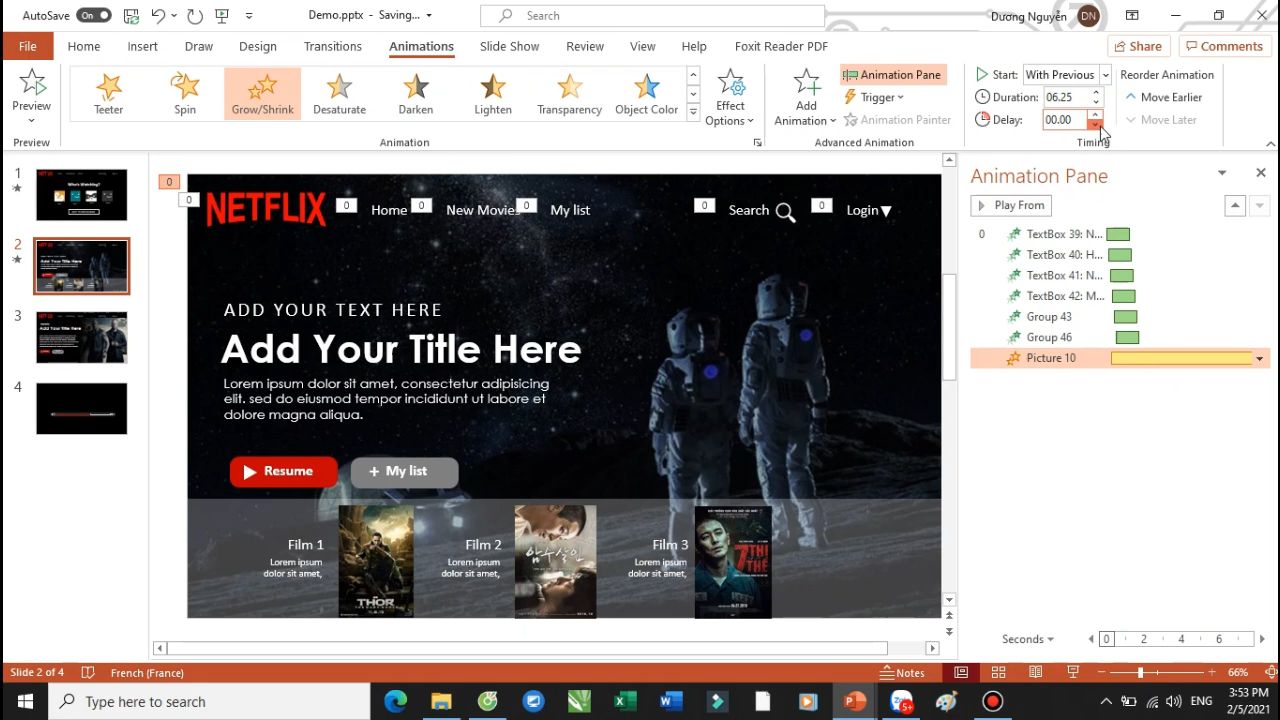 AutoSave On Demo.pptx - Saving... Search Dương Nguyễn DN
File Home Insert Draw Design Transitions Animations Slide Show Review View Help Foxit Reader PDF Share Comments
Preview Teeter Spin Grow/Shrink Desaturate Darken Lighten Transparency Object Color Effect Options Add Animation Animation Pane Trigger Animation Painter
Start: With Previous
Duration: 06.25
Delay: 00.00
Reorder Animation
Move Earlier
Move Later
Preview Animation Advanced Animation Timing
1
2
3
4
0 0 NETFLIX 0 Home 0 New Movies 0 My list 0 Search 0 Login
ADD YOUR TEXT HERE
Add Your Title Here
Lorem ipsum dolor sit amet, consectetur adipisicing
elit. sed do eiusmod tempor incididunt ut labore et
dolore magna aliqua.
Resume + My list
Film 1
Lorem ipsum
dolor sit amet,
THOR
Film 2
Lorem ipsum
dolor sit amet,
Film 3
Lorem ipsum
dolor sit amet,
Animation Pane
Play From
0 TextBox 39: N...
TextBox 40: H...
TextBox 41: N...
TextBox 42: M...
Group 43
Group 46
Picture 10
Seconds 0 2 4 6
Slide 2 of 4 French (France) Notes 66%
Type here to search 5+ ENG
3:53 PM
2/5/2021